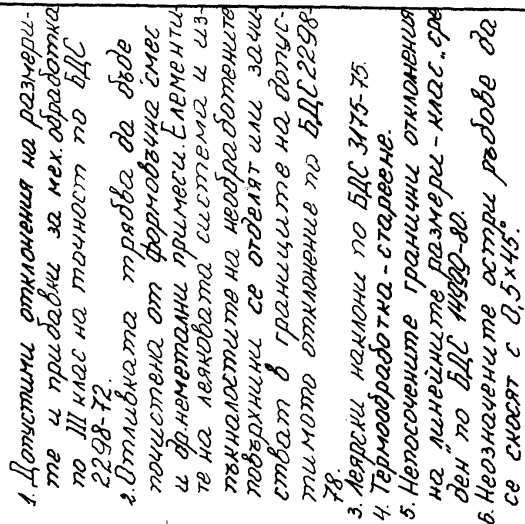 1. Допустими отклонения на размери-
те и прибавки за мех. обработка
по III клас на точност по БДС
2298-72.
2. Отливката трябва да бъде
почистена от формовъчна смес
и др. неметални примеси. Елементи-
те на леяковата система и из-
пъкналостите на необработените
повърхнини се отделят или зачи-
стват в границите на допус-
тимото отклонение по БДС 2298-
78.
3. Леярски наклони по БДС 3175-75.
4. Термообработка - стареене.
5. Непосочените гранични отклонения
на "линейните размери - клас "сре
ден" по БДС 14990-80.
6. Неозначените остри ръбове да
се скосят с 0,5×45°.